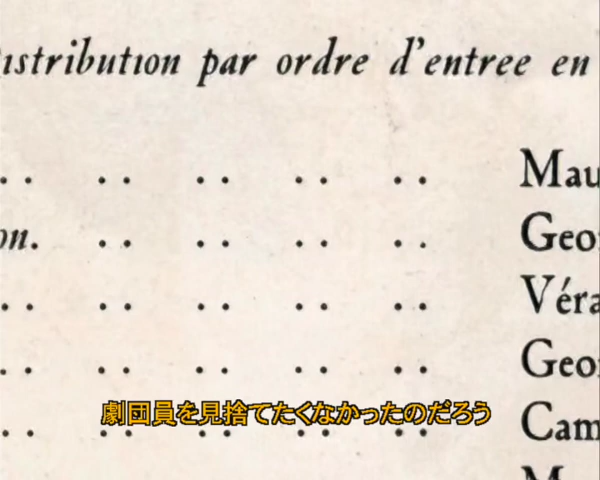 Distribution par ordre d'entree en
.. .. .. .. .. Mau
on. .. .. .. .. Geo
.. .. .. .. .. Véra
.. .. .. .. .. Geo
劇団員を見捨てたくなかったのだろう
.. .. .. .. .. Cam